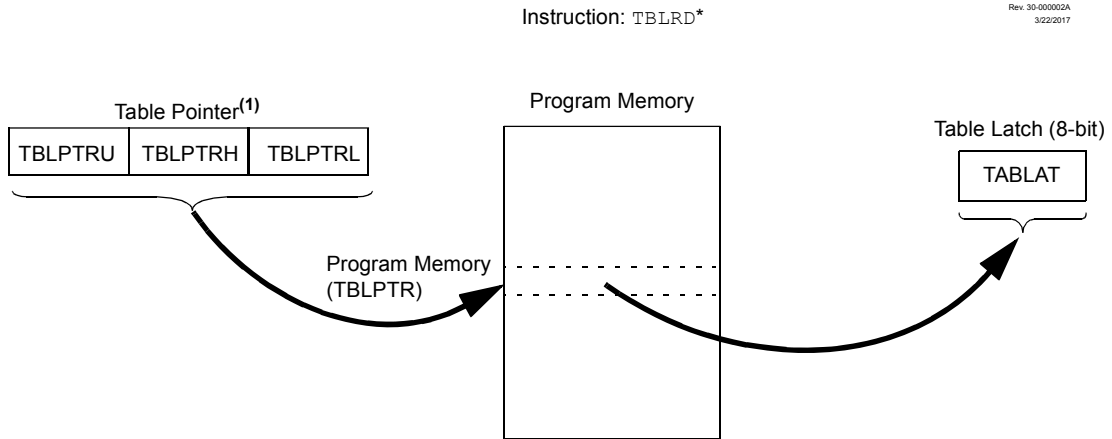 Instruction: TBLRD*
Rev. 30-000002A
3/22/2017
Table Pointer(1)
TBLPTRU TBLPTRH TBLPTRL
Program Memory
Table Latch (8-bit)
TABLAT
Program Memory
(TBLPTR)